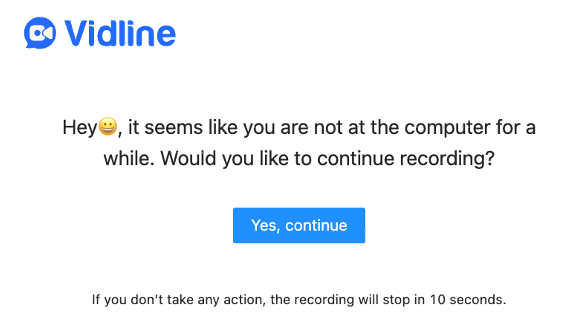 Vidline
Hey😀, it seems like you are not at the computer for a
while. Would you like to continue recording?
Yes, continue
If you don't take any action, the recording will stop in 10 seconds.